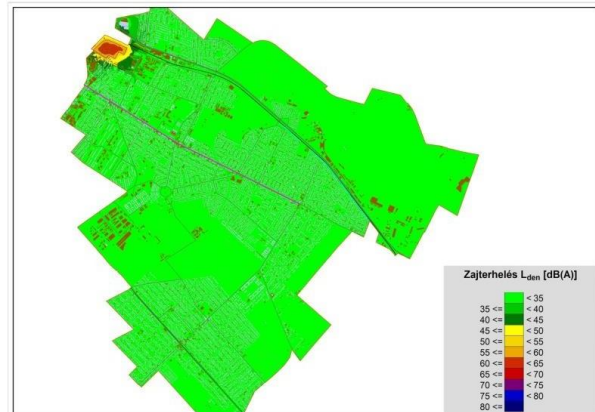 Zajterhelés Lden [dB(A)]
< 35
35 <= < 40
40 <= < 45
45 <= < 50
50 <= < 55
55 <= < 60
60 <= < 65
65 <= < 70
70 <= < 75
75 <= < 80
80 <=